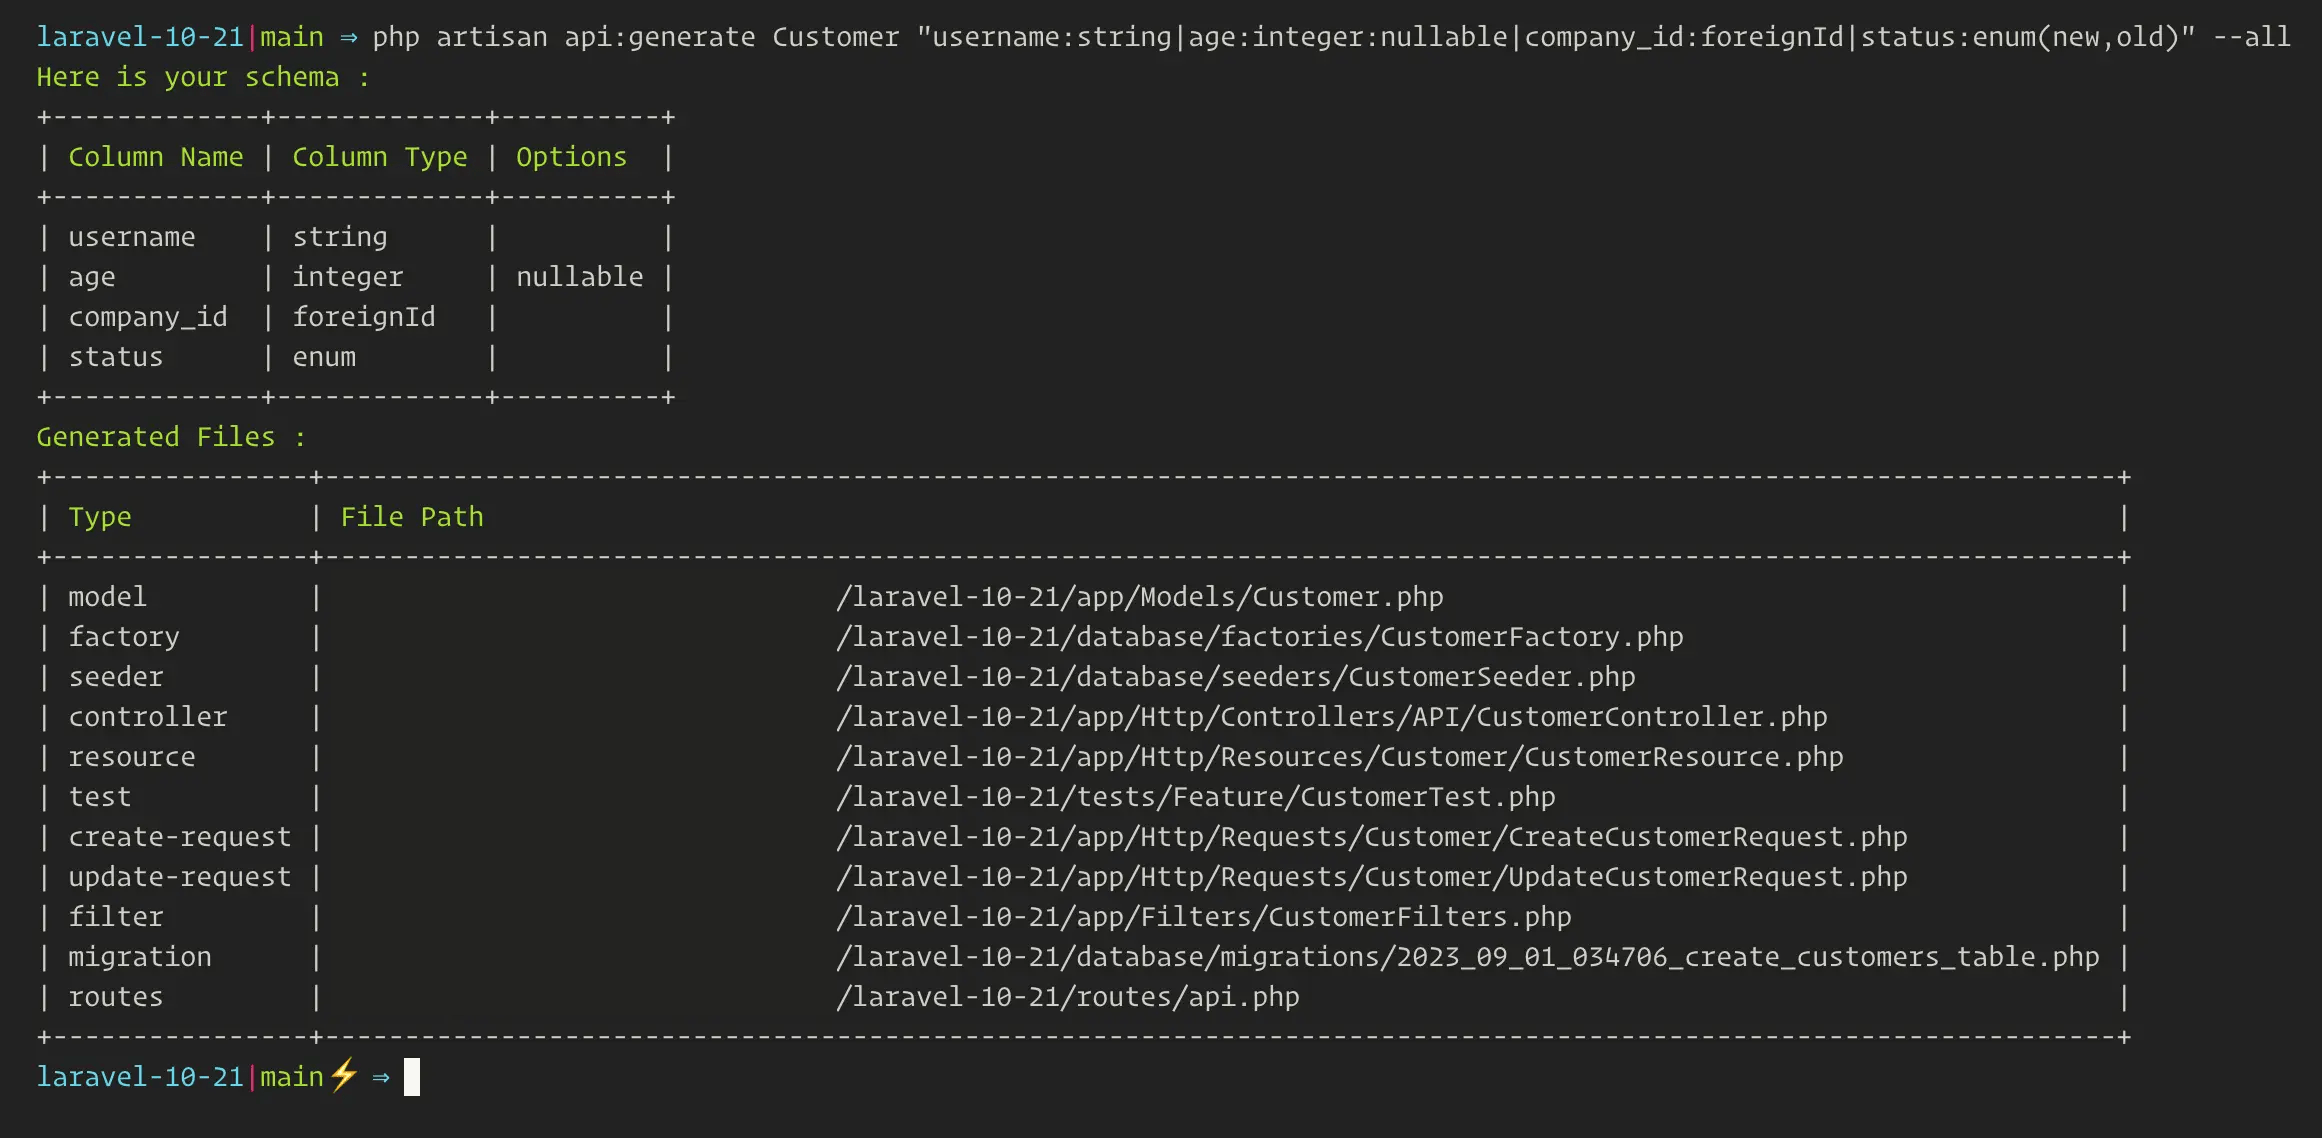 laravel-10-21|main ⇒ php artisan api:generate Customer "username:string|age:integer:nullable|company_id:foreignId|status:enum(new,old)" --all
Here is your schema :
+-------------+-------------+----------+
| Column Name | Column Type | Options  |
+-------------+-------------+----------+
| username    | string      |          |
| age         | integer     | nullable |
| company_id  | foreignId   |          |
| status      | enum        |          |
+-------------+-------------+----------+
Generated Files :
+----------------+----------------------------------------------------------------------------------------------------------------+
| Type           | File Path                                                                                                      |
+----------------+----------------------------------------------------------------------------------------------------------------+
| model          |                                /laravel-10-21/app/Models/Customer.php                                          |
| factory        |                                /laravel-10-21/database/factories/CustomerFactory.php                           |
| seeder         |                                /laravel-10-21/database/seeders/CustomerSeeder.php                              |
| controller     |                                /laravel-10-21/app/Http/Controllers/API/CustomerController.php                  |
| resource       |                                /laravel-10-21/app/Http/Resources/Customer/CustomerResource.php                 |
| test           |                                /laravel-10-21/tests/Feature/CustomerTest.php                                   |
| create-request |                                /laravel-10-21/app/Http/Requests/Customer/CreateCustomerRequest.php             |
| update-request |                                /laravel-10-21/app/Http/Requests/Customer/UpdateCustomerRequest.php             |
| filter         |                                /laravel-10-21/app/Filters/CustomerFilters.php                                  |
| migration      |                                /laravel-10-21/database/migrations/2023_09_01_034706_create_customers_table.php |
| routes         |                                /laravel-10-21/routes/api.php                                                   |
+----------------+----------------------------------------------------------------------------------------------------------------+
laravel-10-21|main⚡ ⇒